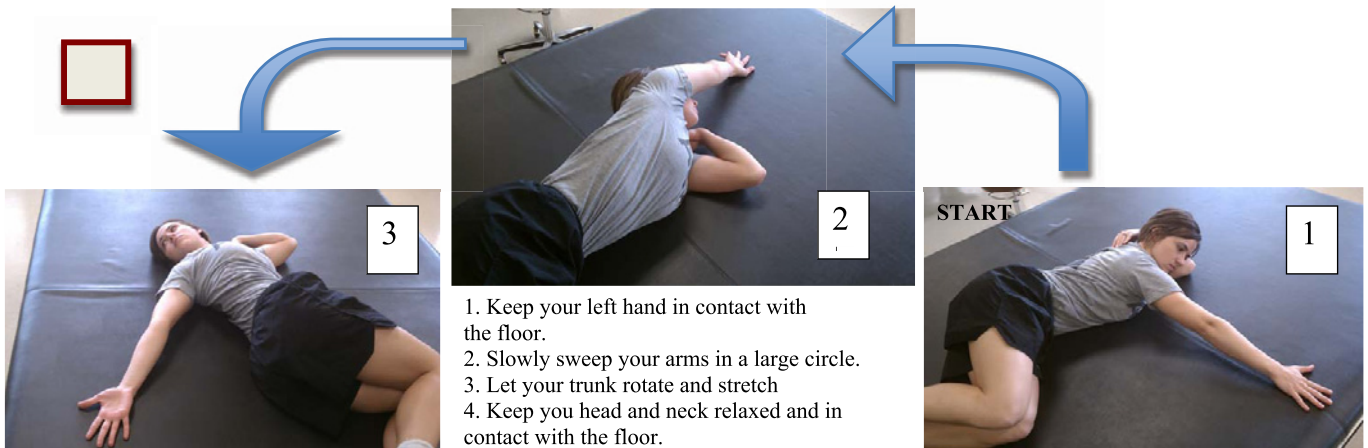 3
2
START
1
1. Keep your left hand in contact with
the floor.
2. Slowly sweep your arms in a large circle.
3. Let your trunk rotate and stretch
4. Keep you head and neck relaxed and in
contact with the floor.